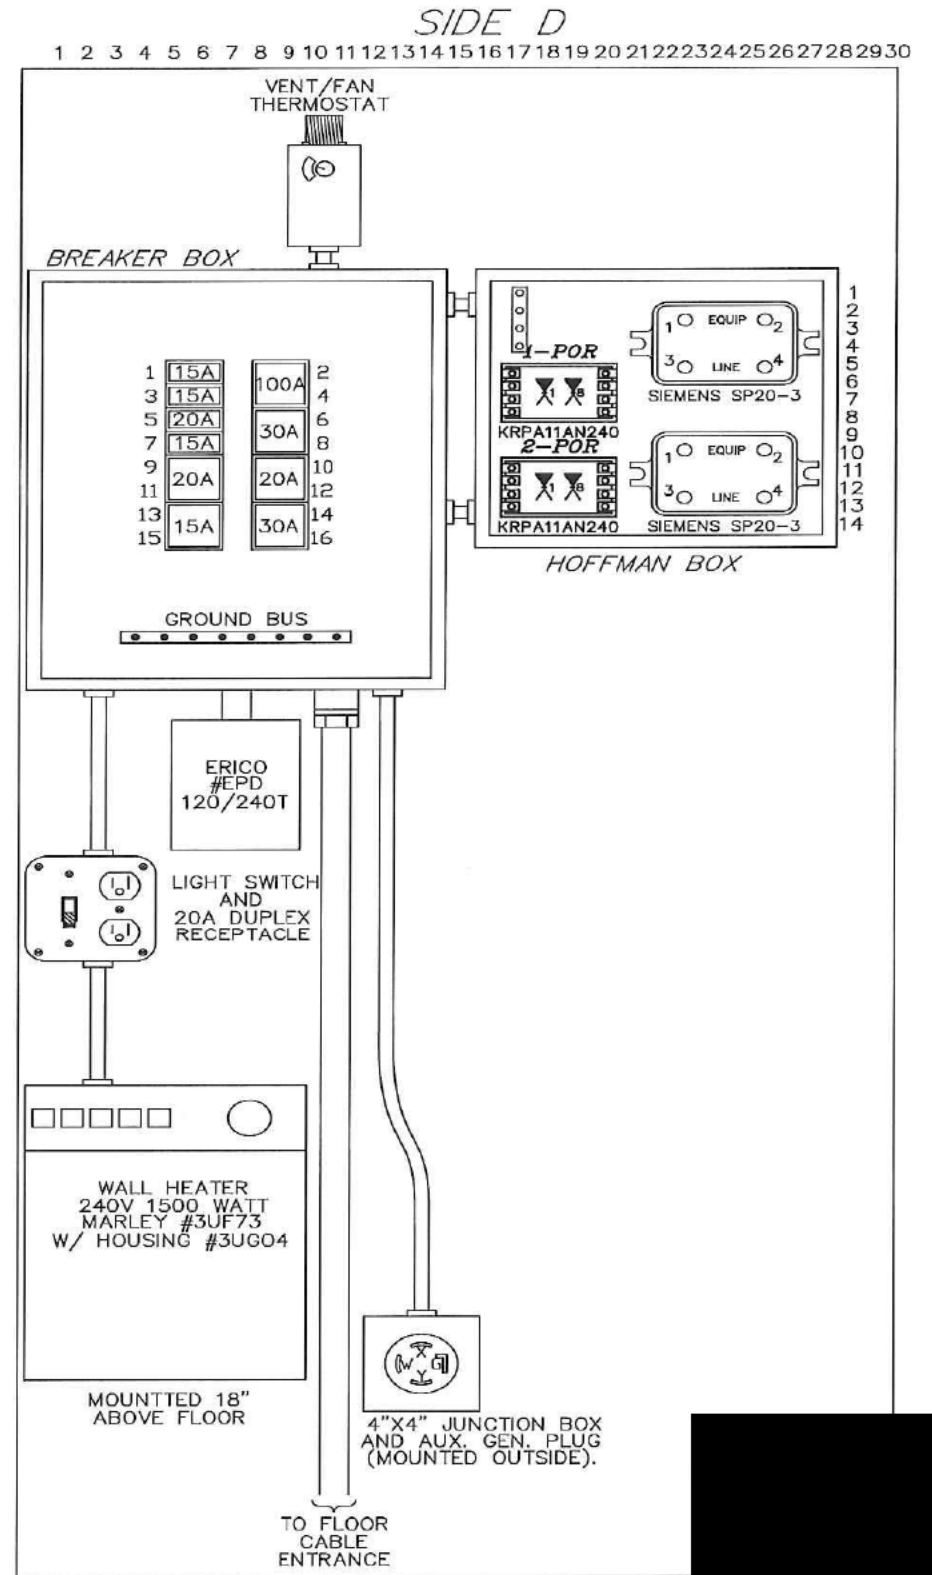 SIDE D
1 2 3 4 5 6 7 8 9 10 11 12 13 14 15 16 17 18 19 20 21 22 23 24 25 26 27 28 29 30
VENT/FAN
THERMOSTAT
BREAKER BOX
1 15A 100A 2
3 15A 4
5 20A 30A 6
7 15A 8
9 20A 20A 10
11 12
13 15A 30A 14
15 16
GROUND BUS
1-POR
1 8
KRPA11AN240
2-POR
1 8
KRPA11AN240
1 EQUIP 2
3 LINE 4
SIEMENS SP20-3
1 EQUIP 2
3 LINE 4
SIEMENS SP20-3
1
2
3
4
5
6
7
8
9
10
11
12
13
14
HOFFMAN BOX
ERICO
#EPD
120/240T
LIGHT SWITCH
AND
20A DUPLEX
RECEPTACLE
WALL HEATER
240V 1500 WATT
MARLEY #3UF73
W/ HOUSING #3UG04
MOUNTTED 18"
ABOVE FLOOR
X
W G
Y
4"X4" JUNCTION BOX
AND AUX. GEN. PLUG
(MOUNTED OUTSIDE).
TO FLOOR
CABLE
ENTRANCE